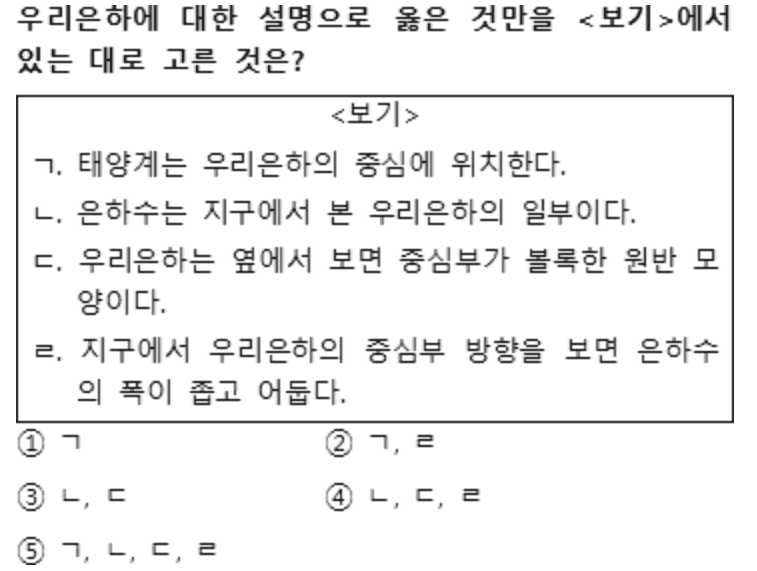 우리은하에 대한 설명으로 옳은 것만을 <보기>에서
있는 대로 고른 것은?
<보기>
ㄱ. 태양계는 우리은하의 중심에 위치한다.
ㄴ. 은하수는 지구에서 본 우리은하의 일부이다.
ㄷ. 우리은하는 옆에서 보면 중심부가 볼록한 원반 모
양이다.
ㄹ. 지구에서 우리은하의 중심부 방향을 보면 은하수
의 폭이 좁고 어둡다.
① ㄱ ② ㄱ, ㄹ
③ ㄴ, ㄷ ④ ㄴ, ㄷ, ㄹ
⑤ ㄱ, ㄴ, ㄷ, ㄹ